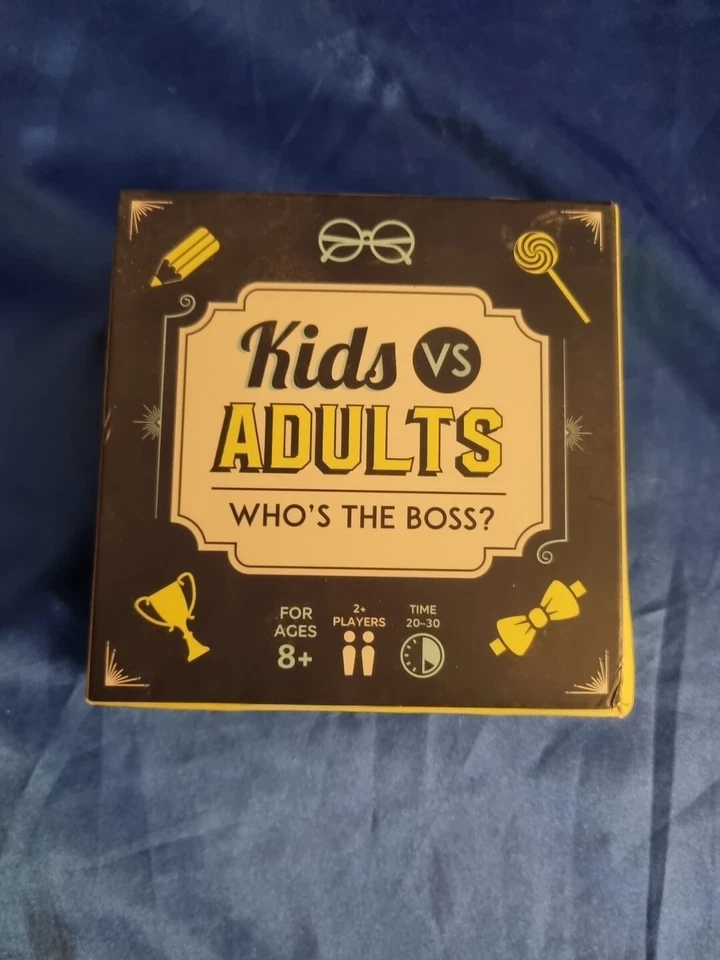 Kids VS
ADULTS
WHO'S THE BOSS?
FOR
AGES
8+
2+
PLAYERS
TIME
20-30